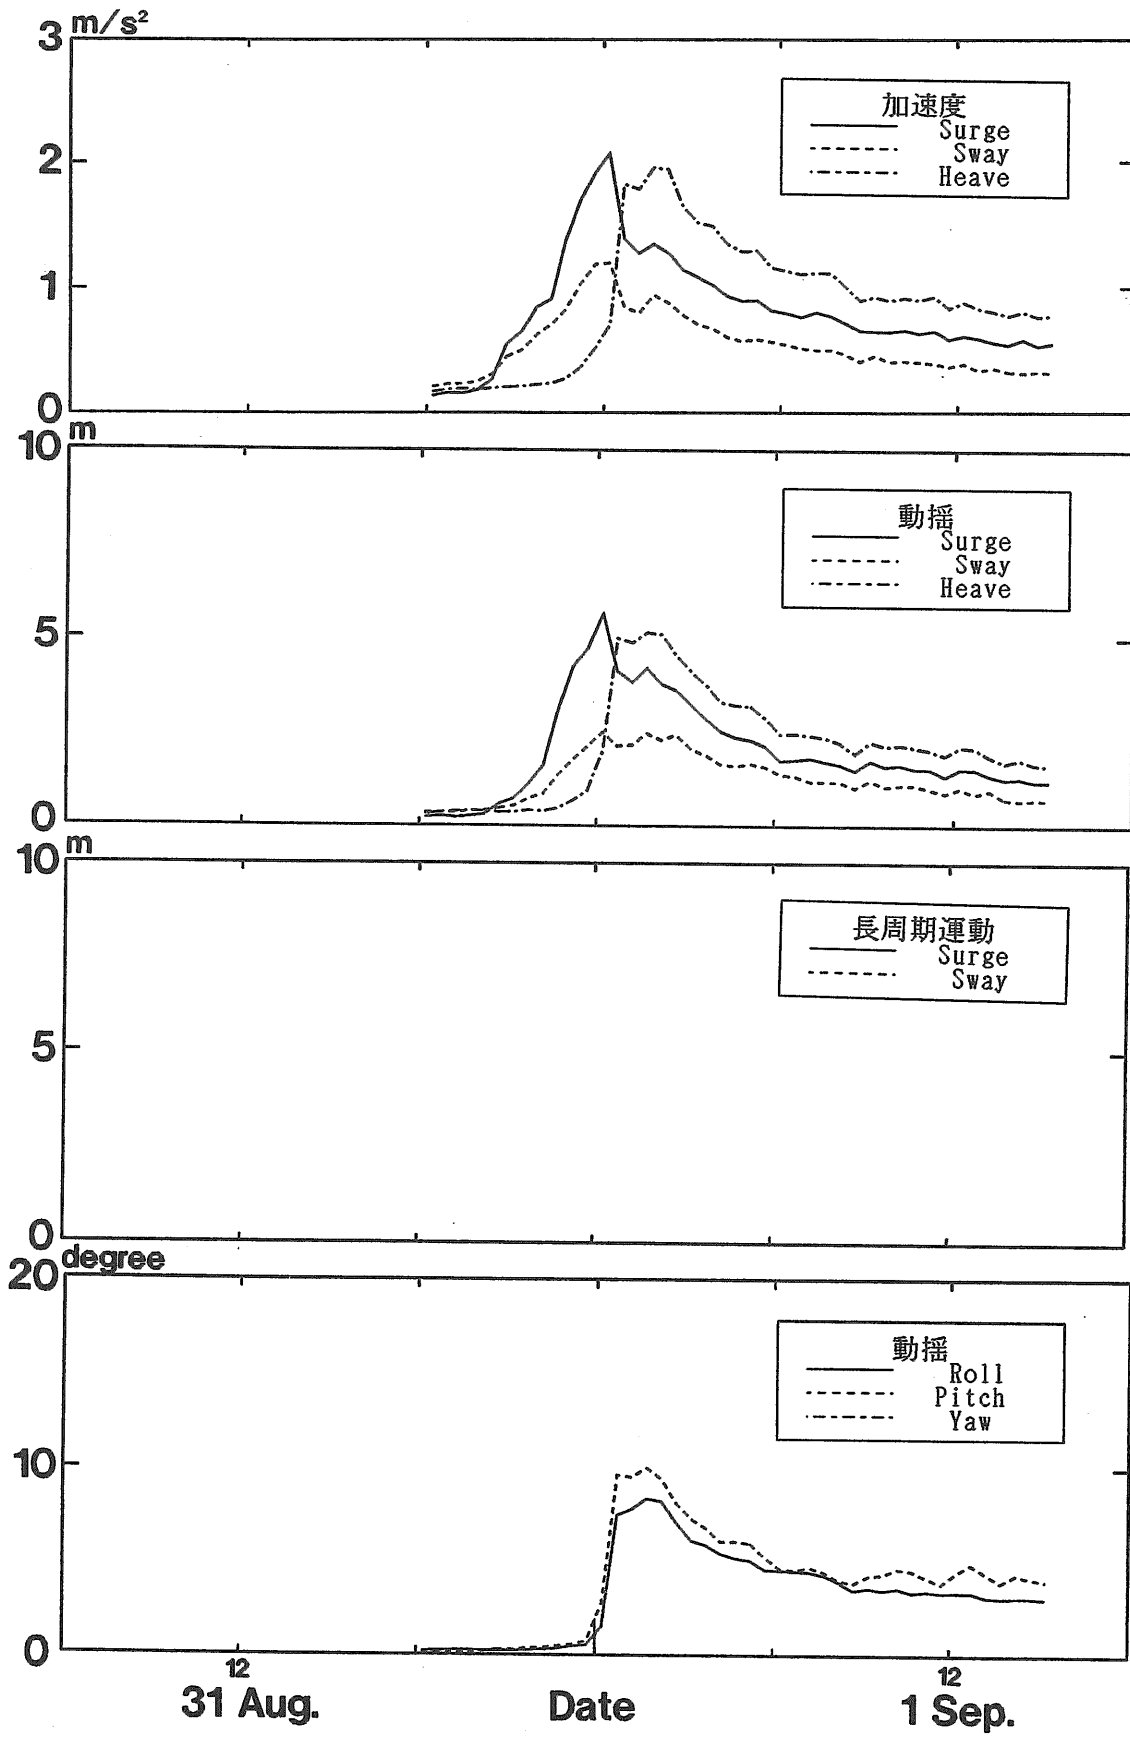 m/s²
3
加速度
Surge
Sway
Heave
2
1
0
m
10
動揺
Surge
Sway
Heave
5
0
m
10
長周期運動
Surge
Sway
5
0
degree
20
動揺
Roll
Pitch
Yaw
10
0
12 12
31 Aug. Date 1 Sep.